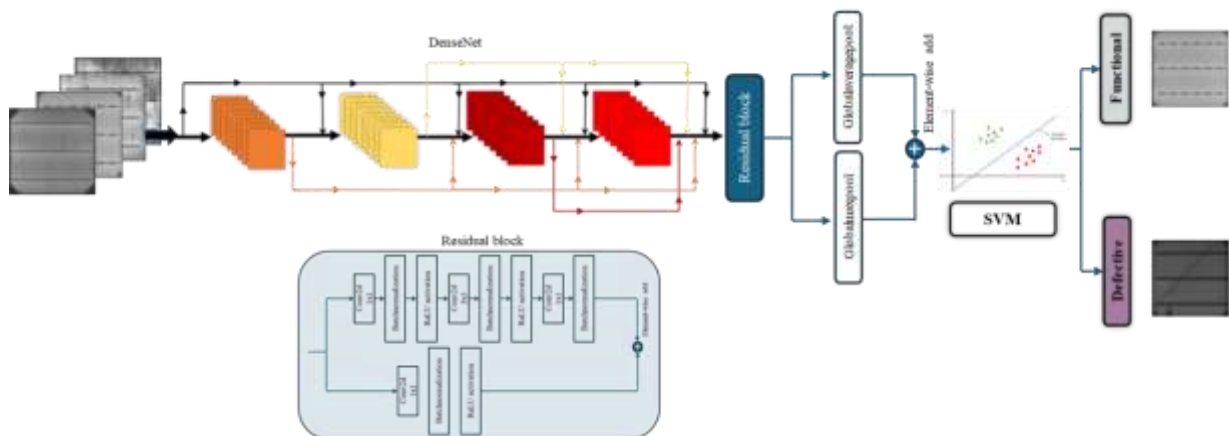 DenseNet
Residual block
Globalaveragepool
Globalmaxpool
Element-wise add
SVM
Functional
Defective
Residual block
Conv2d
Batchnormalization
ReLU activation
Conv2d
Batchnormalization
ReLU activation
Conv2d
Batchnormalization
Element-wise add
Conv2d
Batchnormalization
ReLU activation